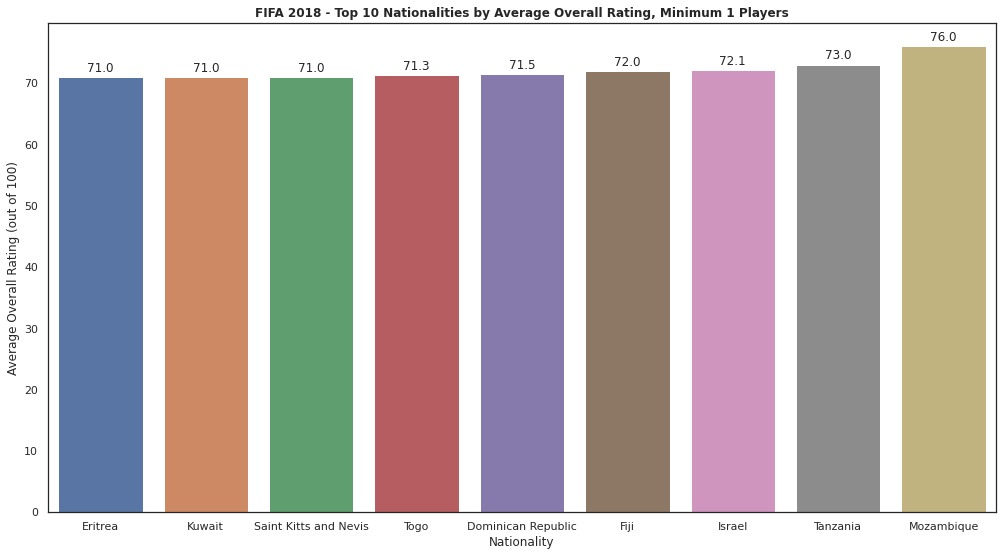 FIFA 2018 - Top 10 Nationalities by Average Overall Rating, Minimum 1 Players
76.0
73.0
71.0 71.0 71.0 71.3 71.5 72.0 72.1
Average Overall Rating (out of 100)
70
60
50
40
30
20
10
0
Eritrea Kuwait Saint Kitts and Nevis Togo Dominican Republic Fiji Israel Tanzania Mozambique
Nationality